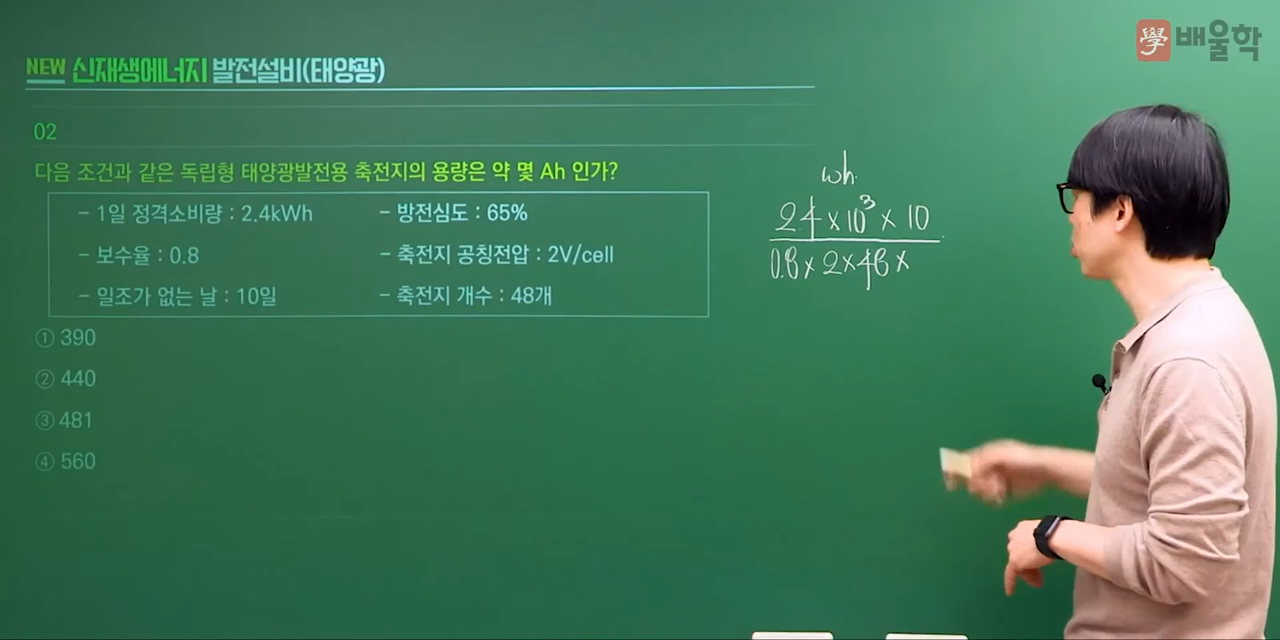 學 배울학
NEW 신재생에너지 발전설비(태양광)
02
다음 조건과 같은 독립형 태양광발전용 축전지의 용량은 약 몇 Ah 인가?
- 1일 정격소비량 : 2.4kWh - 방전심도 : 65%
- 보수율 : 0.8 - 축전지 공칭전압 : 2V/cell
- 일조가 없는 날 : 10일 - 축전지 개수 : 48개
① 390
② 440
③ 481
④ 560
wh
2.4 × 10³ × 10
0.8 × 2 × 48 ×